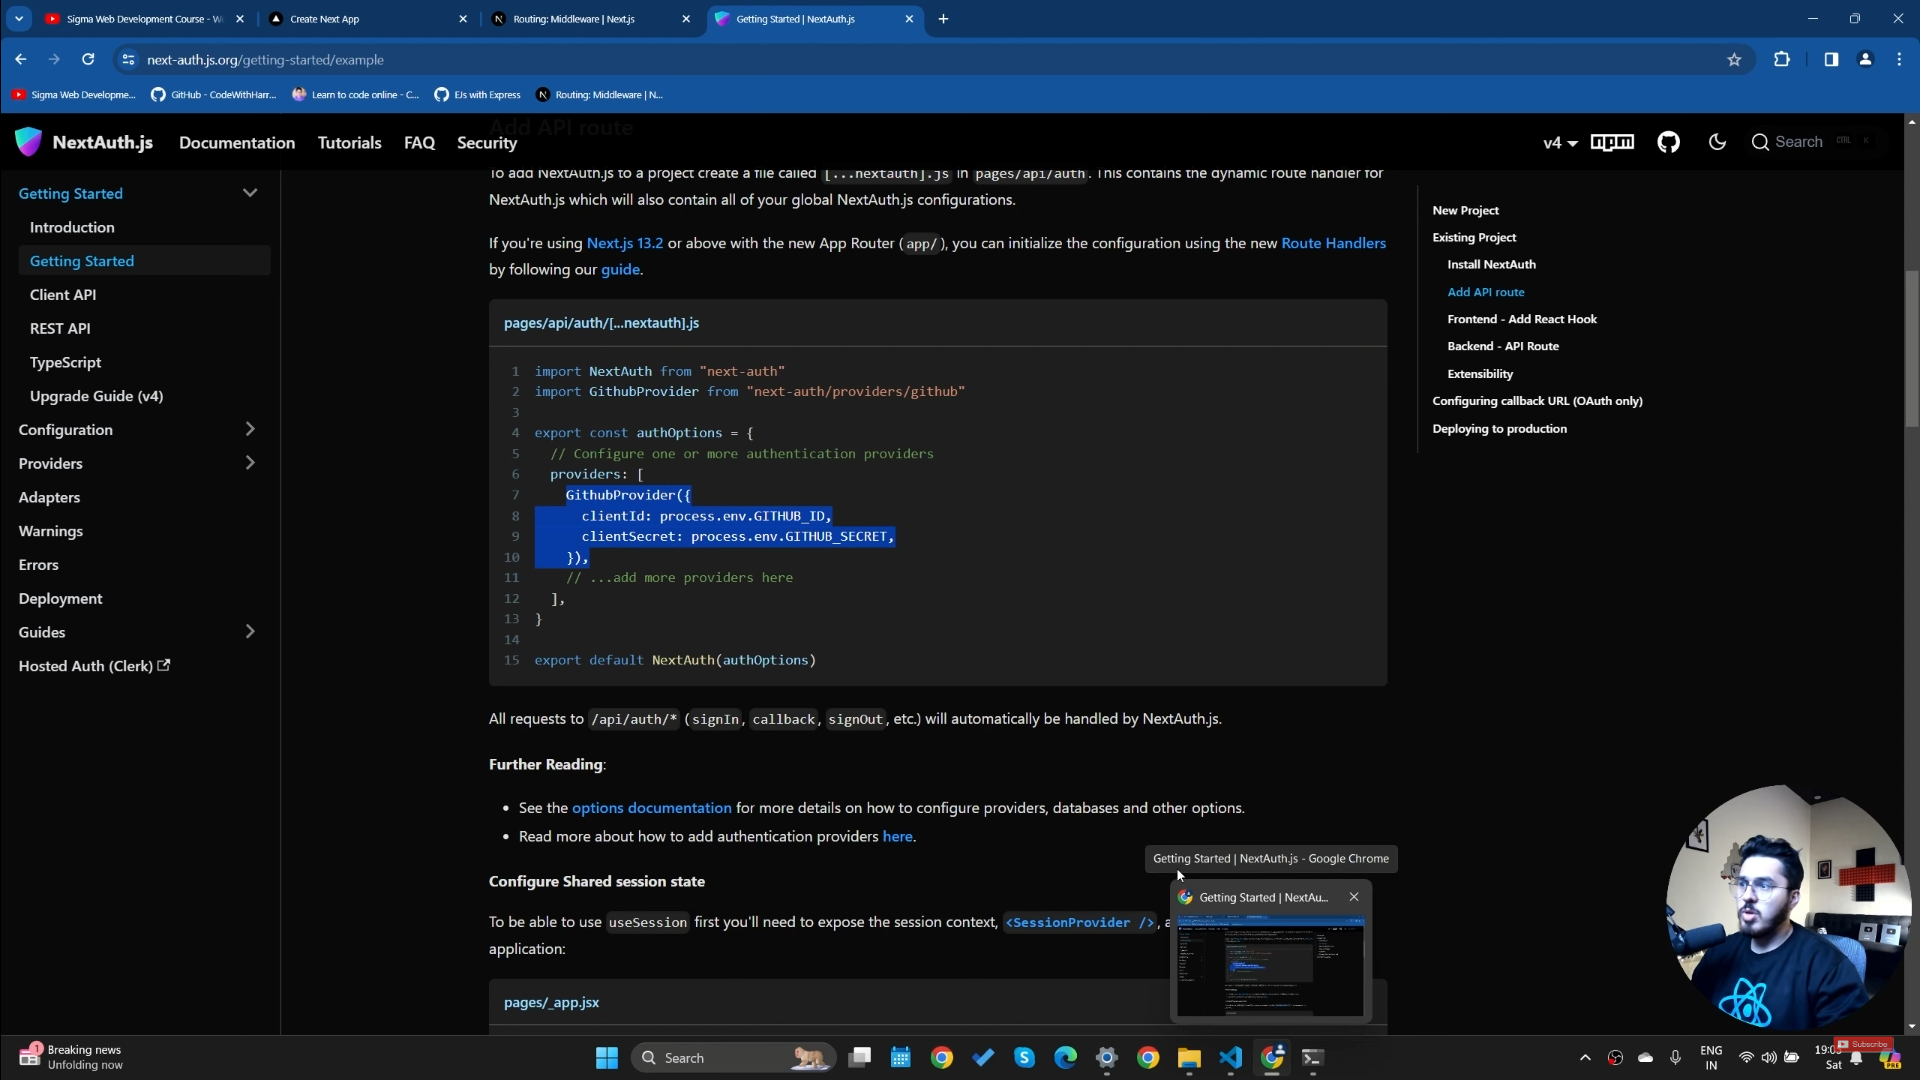 Sigma Web Development Course - W
Create Next App
Routing: Middleware | Next.js
Getting Started | NextAuth.js
next-auth.js.org/getting-started/example
Sigma Web Developme...
GitHub - CodeWithHarr...
Learn to code online - C...
EJs with Express
Routing: Middleware | N...
NextAuth.js
Documentation
Tutorials
FAQ
Security
v4
npm
Search
CTRL K
Getting Started
Introduction
Getting Started
Client API
REST API
TypeScript
Upgrade Guide (v4)
Configuration
Providers
Adapters
Warnings
Errors
Deployment
Guides
Hosted Auth (Clerk)
Add API route
To add NextAuth.js to a project create a file called [...nextauth].js in pages/api/auth. This contains the dynamic route handler for
NextAuth.js which will also contain all of your global NextAuth.js configurations.
If you're using Next.js 13.2 or above with the new App Router (app/), you can initialize the configuration using the new Route Handlers
by following our guide.
pages/api/auth/[...nextauth].js
1 import NextAuth from "next-auth"
2 import GithubProvider from "next-auth/providers/github"
3
4 export const authOptions = {
5 // Configure one or more authentication providers
6 providers: [
7 GithubProvider({
8 clientId: process.env.GITHUB_ID,
9 clientSecret: process.env.GITHUB_SECRET,
10 }),
11 // ...add more providers here
12 ],
13 }
14
15 export default NextAuth(authOptions)
All requests to /api/auth/* (signIn, callback, signOut, etc.) will automatically be handled by NextAuth.js.
Further Reading:
• See the options documentation for more details on how to configure providers, databases and other options.
• Read more about how to add authentication providers here.
Configure Shared session state
To be able to use useSession first you'll need to expose the session context, <SessionProvider />, a
application:
pages/_app.jsx
New Project
Existing Project
Install NextAuth
Add API route
Frontend - Add React Hook
Backend - API Route
Extensibility
Configuring callback URL (OAuth only)
Deploying to production
Getting Started | NextAuth.js - Google Chrome
Getting Started | NextAu...
1
Breaking news
Unfolding now
Search
ENG
IN
Sat
Subscribe
PRE